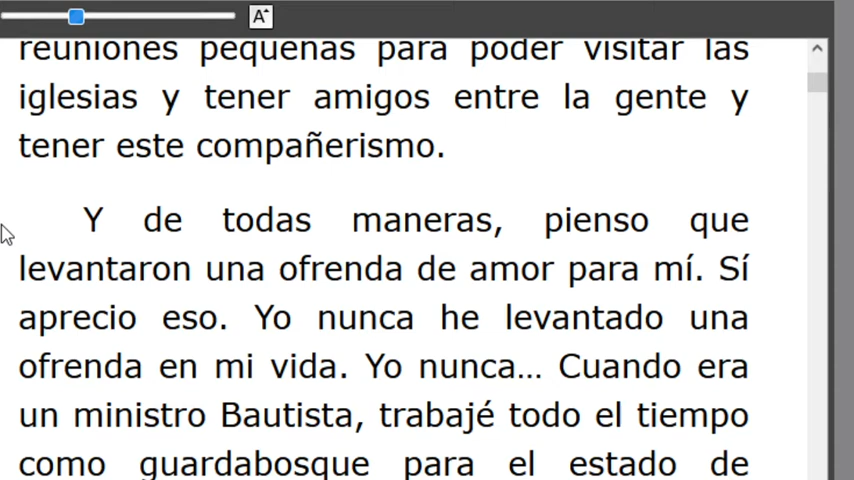 A
reuniones pequeñas para poder visitar las
iglesias y tener amigos entre la gente y
tener este compañerismo.
Y de todas maneras, pienso que
levantaron una ofrenda de amor para mí. Sí
aprecio eso. Yo nunca he levantado una
ofrenda en mi vida. Yo nunca... Cuando era
un ministro Bautista, trabajé todo el tiempo
como guardabosque para el estado de